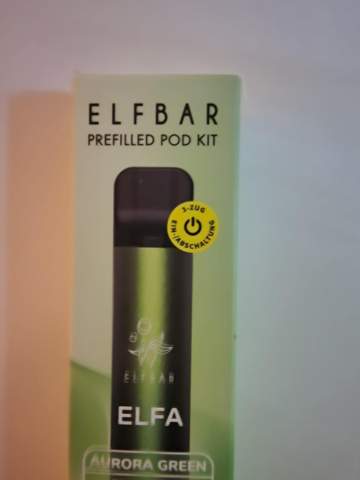 ELFBAR
PREFILLED POD KIT
3-ZUG
EIN-/ABSCHALTUNG
ELFBAR
ELFA
AURORA GREEN